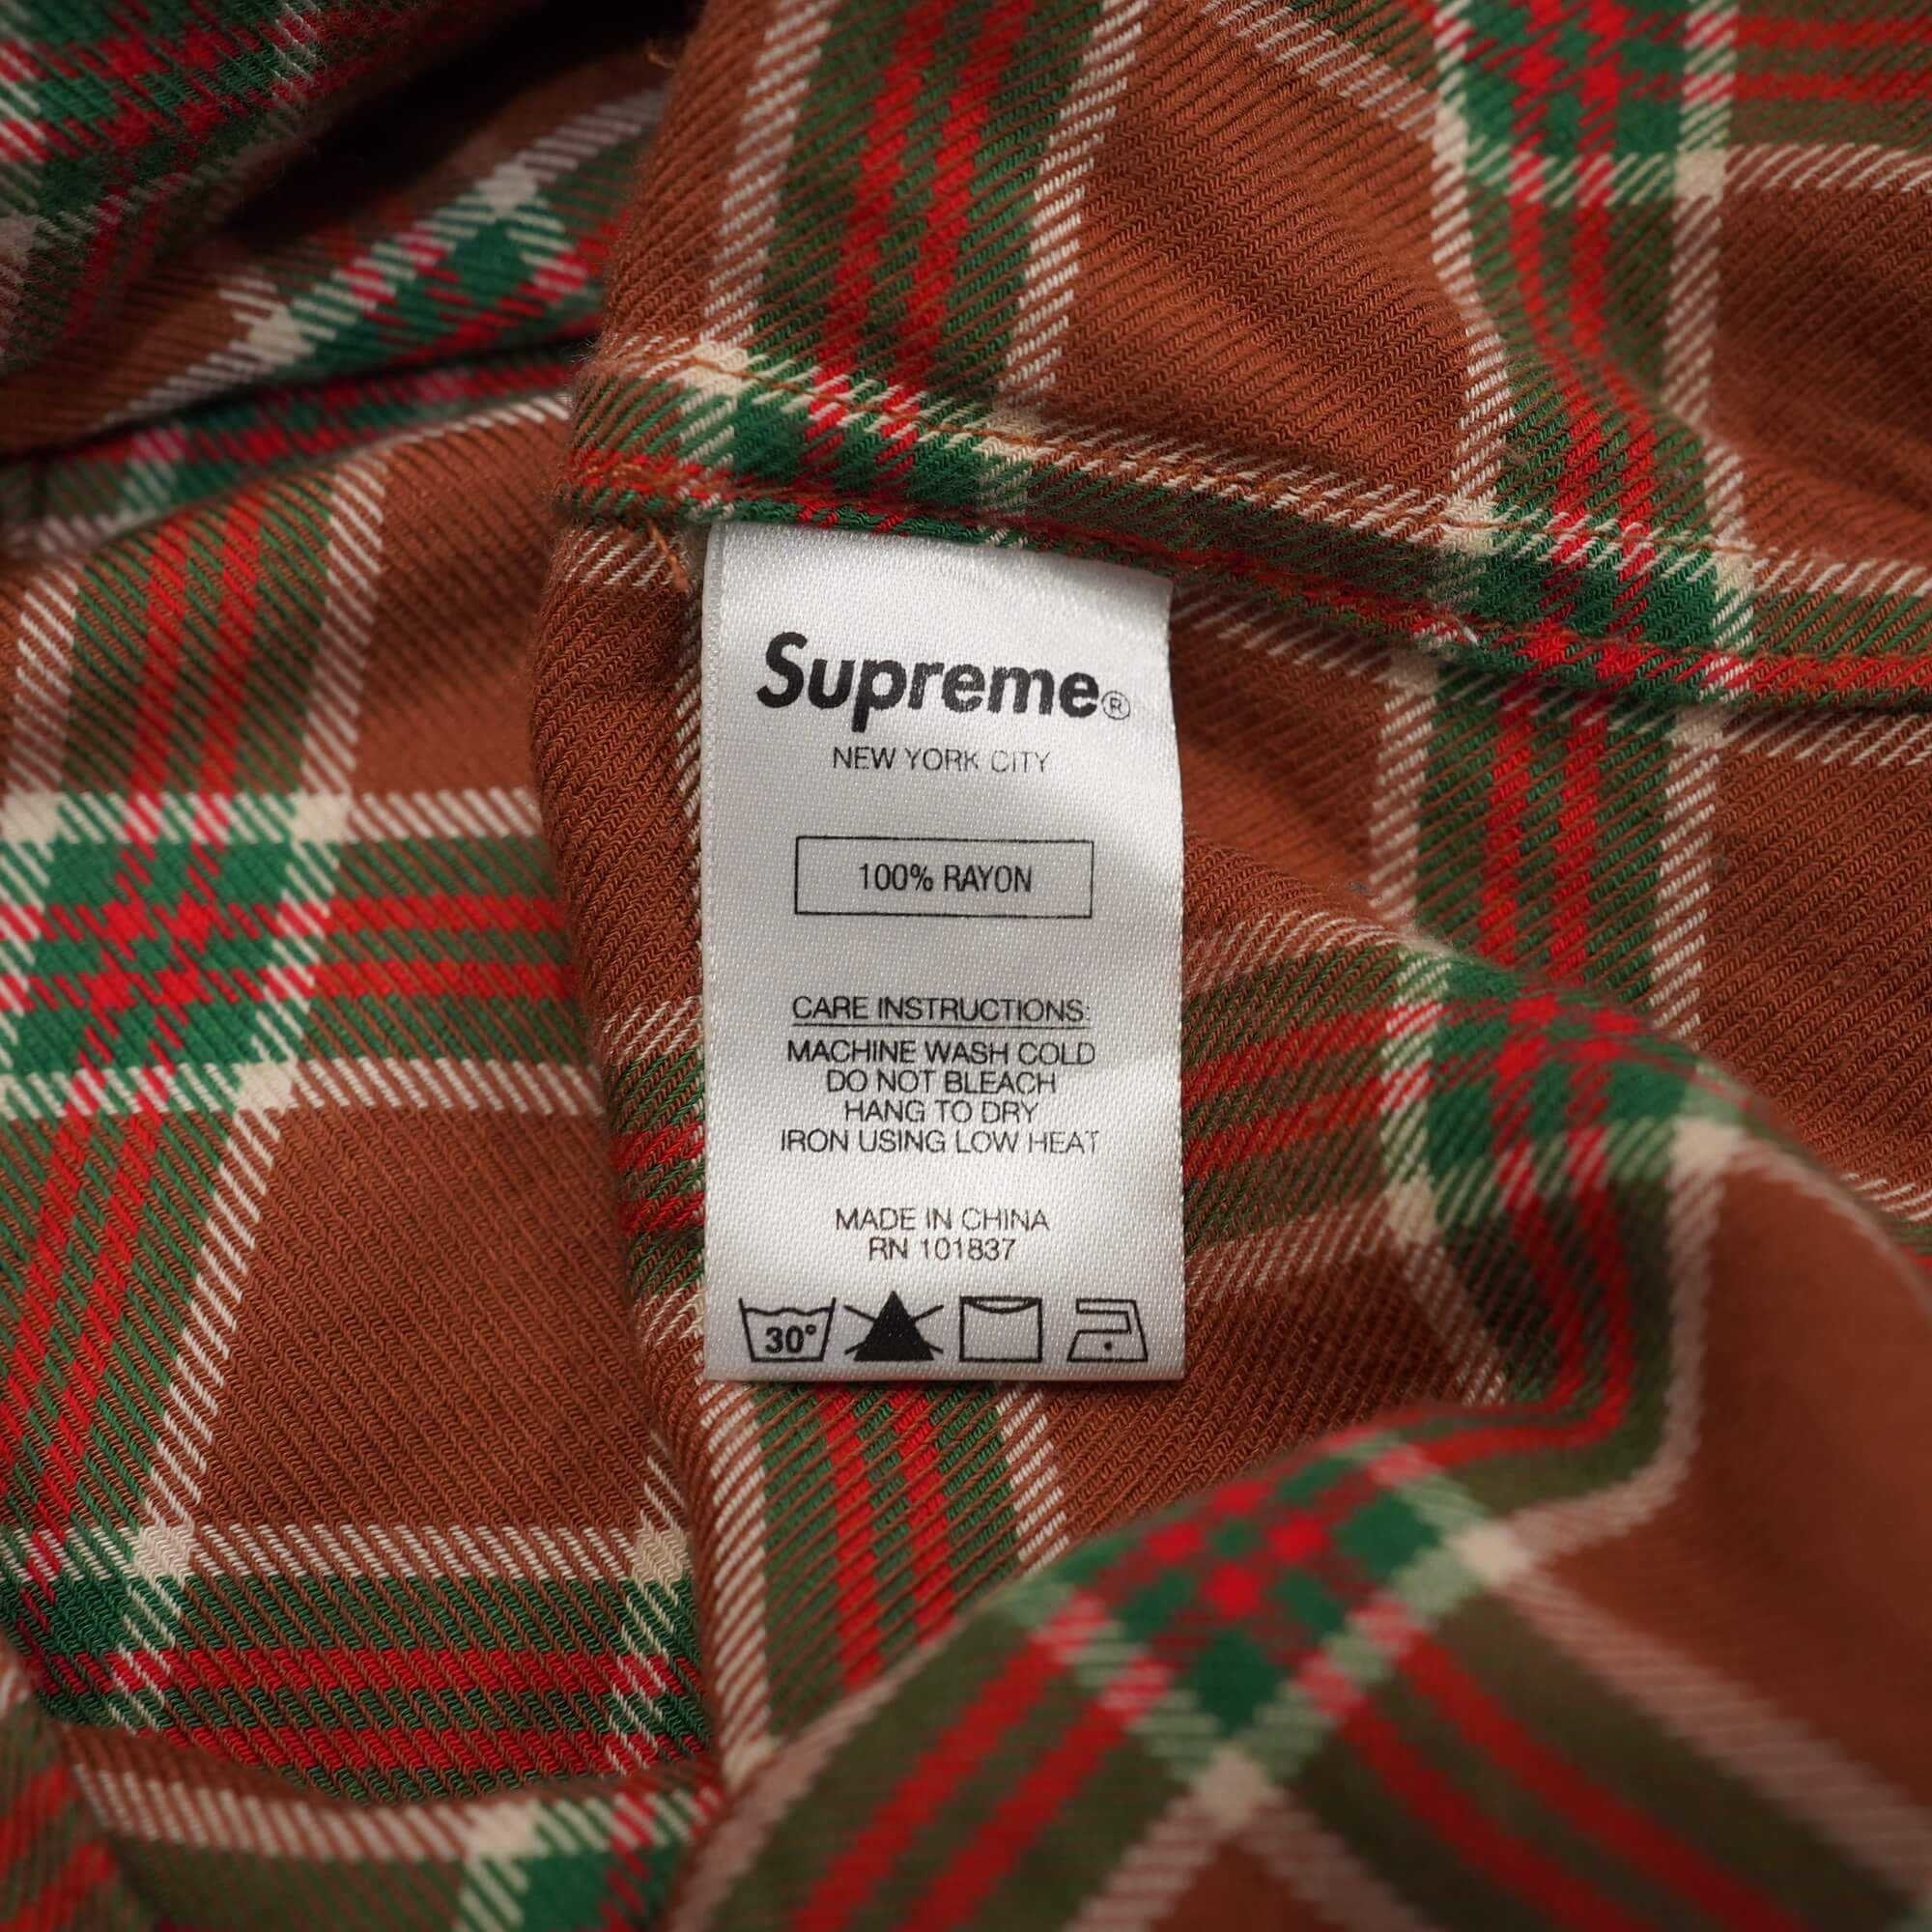 Supreme®
NEW YORK CITY
100% RAYON
CARE INSTRUCTIONS:
MACHINE WASH COLD
DO NOT BLEACH
HANG TO DRY
IRON USING LOW HEAT
MADE IN CHINA
RN 101837
30°